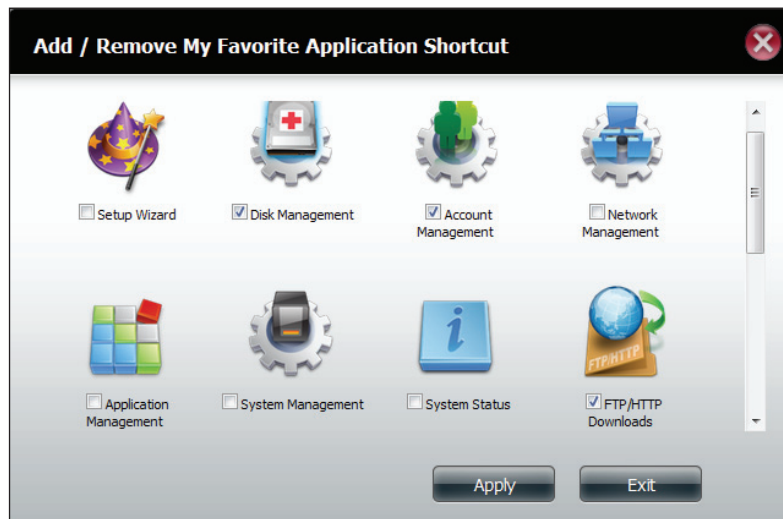 Add / Remove My Favorite Application Shortcut
Setup Wizard
Disk Management
Account
Management
Network
Management
FTP/HTTP
Application
Management
System Management
System Status
FTP/HTTP
Downloads
Apply
Exit